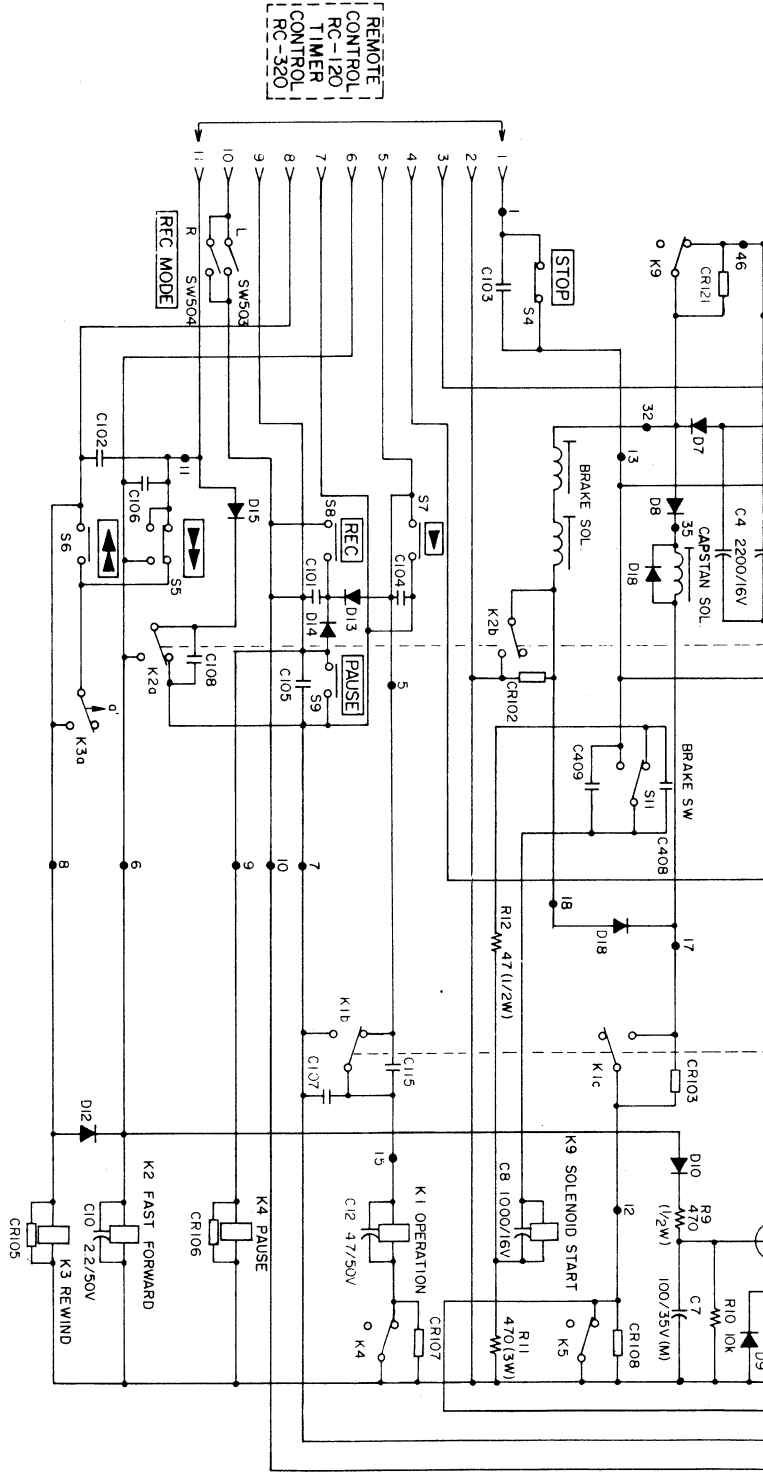 REMOTE
CONTROL
RC-120
TIMER
CONTROL
RC-320
1
2
3
4
5
6
7
8
9
10
11
L
R
SW503
SW504
REC MODE
1
STOP
S4
C103
46
K9
CR121
32
13
D7
D8
35
CAPSTAN SOL.
D18
C4 2200/16V
BRAKE SOL.
K2b
CR102
C102
11
C106
S6
S5
D15
S8
REC
C101
D13
D14
S7
C104
PAUSE
S9
C105
5
K2a
C108
a'
K3a
BRAKE SW
C409
S11
C408
8
6
9
10
7
18
D18
17
R12 47 (1/2W)
K1b
C107
C115
K1c
CR103
D12
15
12
D10
R9
470
(1/2W)
C7
100/35V(M)
R10 10k
D9
K9 SOLENOID START
C8 1000/16V
K1 OPERATION
C12 4.7/50V
K4 PAUSE
CR106
K2 FAST FORWARD
C10 2.2/50V
K3 REWIND
CR105
CR107
K4
R11
470 (3W)
K5
CR108